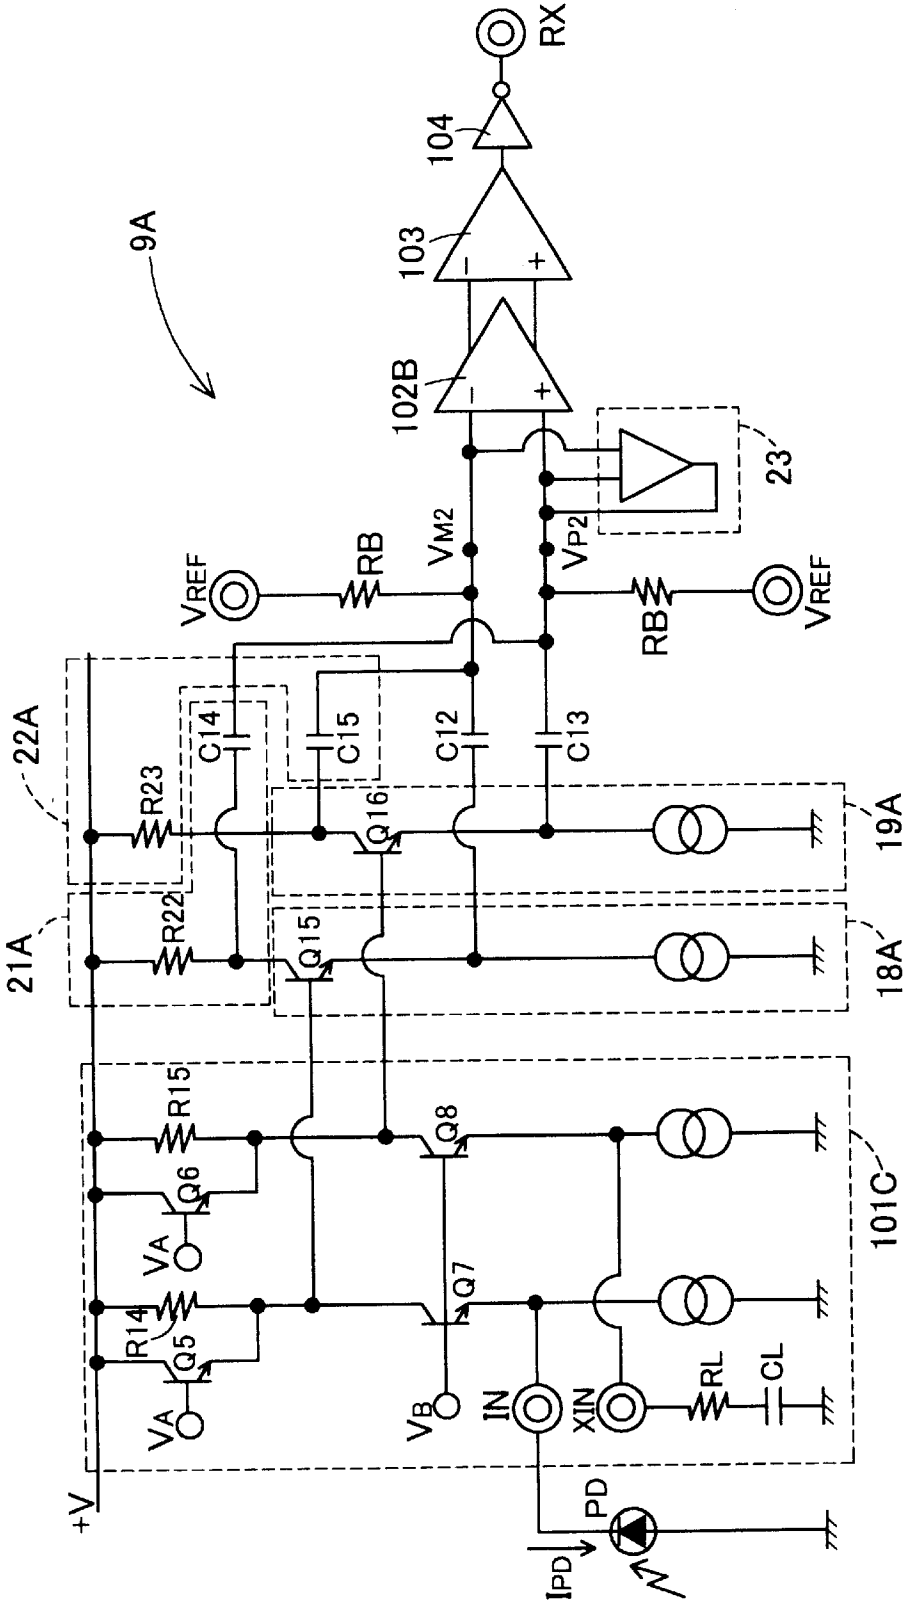 9A
+V
VA
Q5
R14
VA
Q6
R15
VB
Q7
Q8
IN
XIN
RL
CL
PD
IPD
101C
21A
R22
22A
R23
Q15
Q16
C14
C15
C12
C13
18A
19A
VREF
RB
VM2
VP2
RB
VREF
23
102B
−
+
103
−
+
104
RX